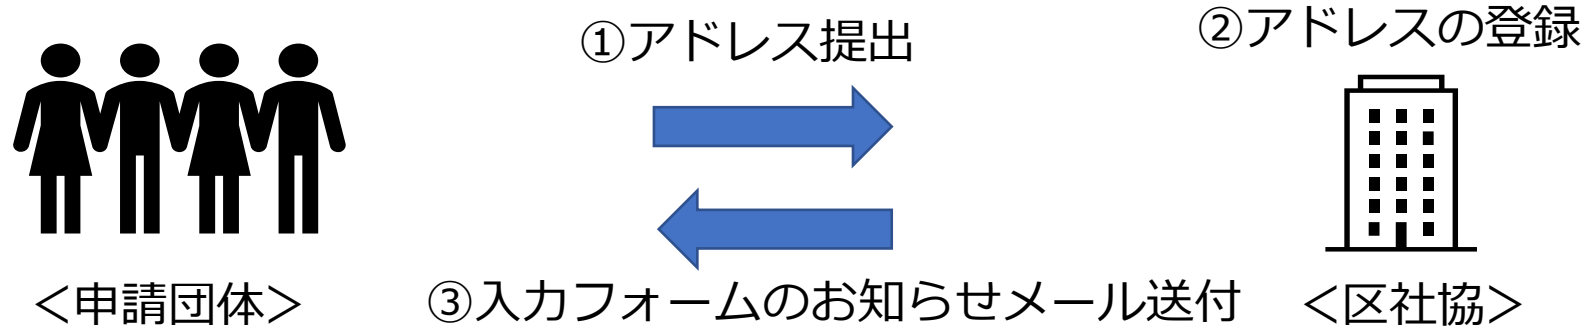 ①アドレス提出
②アドレスの登録
③入力フォームのお知らせメール送付
＜申請団体＞
＜区社協＞